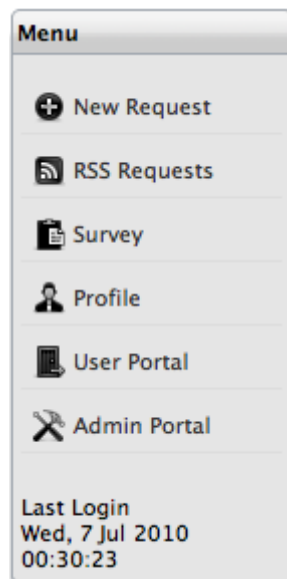 Menu
New Request
RSS Requests
Survey
Profile
User Portal
Admin Portal
Last Login
Wed, 7 Jul 2010
00:30:23